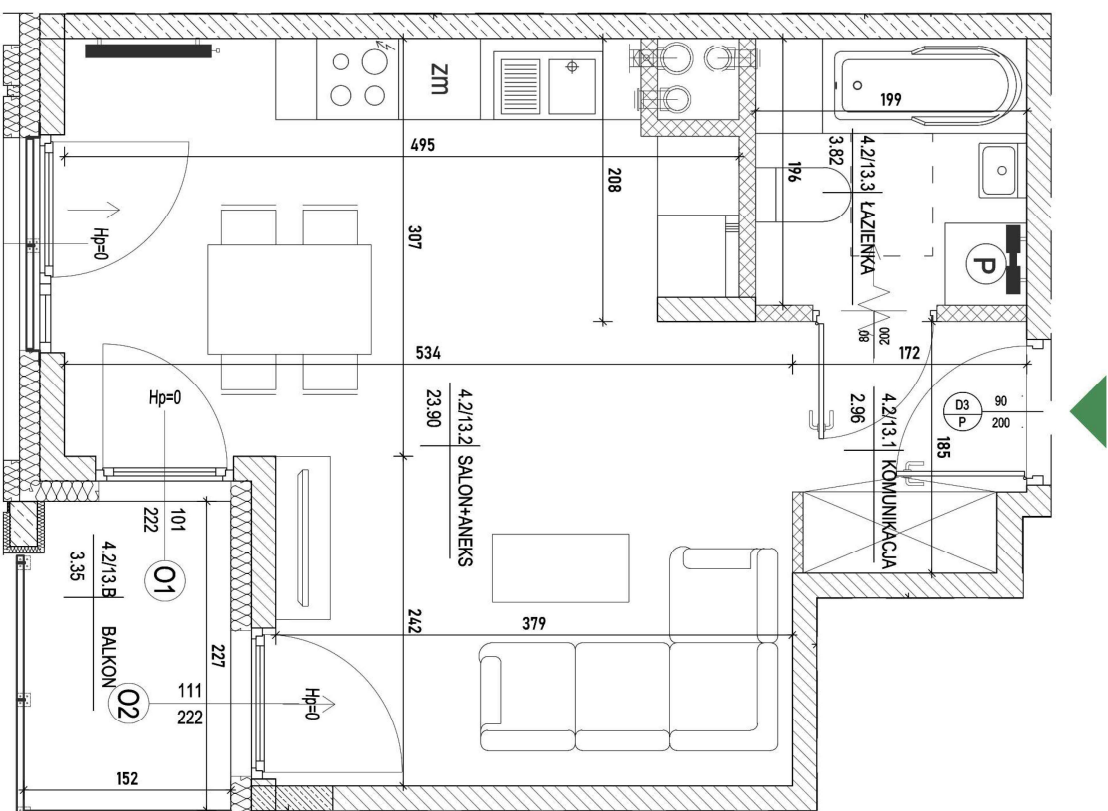 zm
199
495
208
196
4.2/13.3 ŁAZIENKA
3.82
P
307
Hp=0
534
172
200
80
D3
P
90
200
Hp=0
4.2/13.2 SALON+ANEKS
23.90
4.2/13.1 KOMUNIKACJA
2.96
185
101
222
O1
4.2/13.B BALKON
3.35
227
242
379
111
222
O2
Hp=0
152